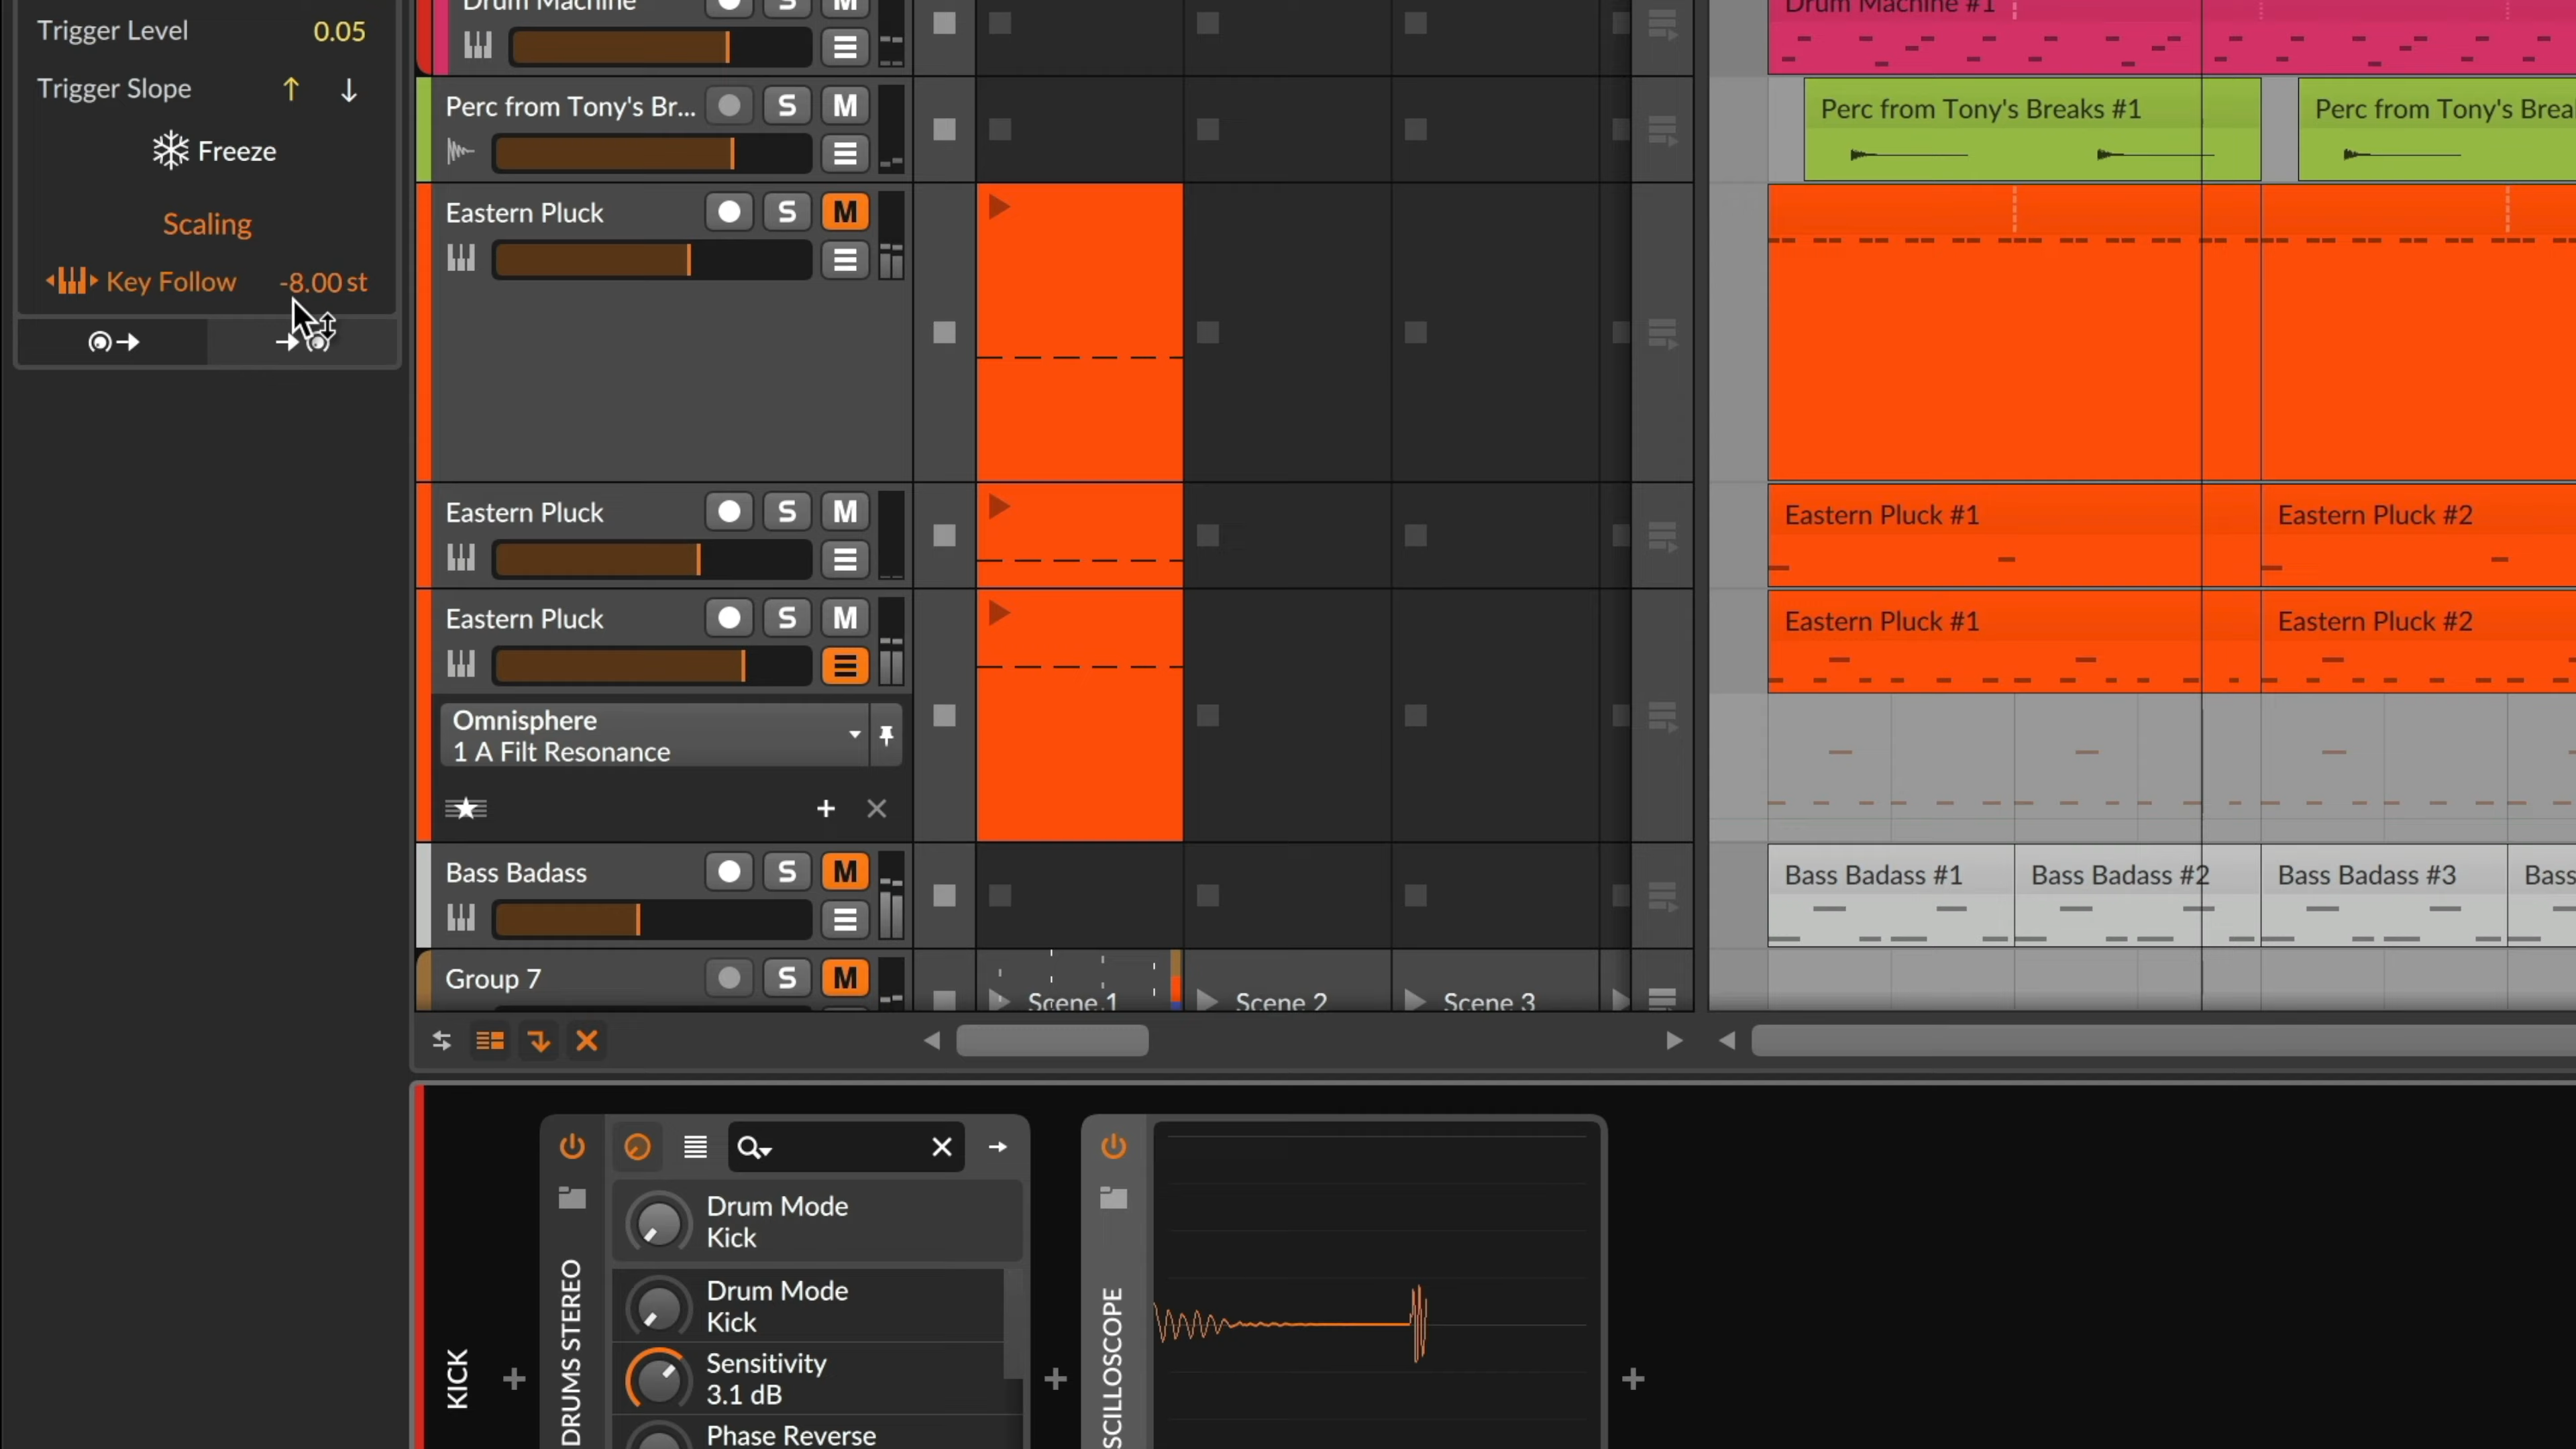 Trigger Level 0.05
Trigger Slope ↑ ↓
Freeze
Scaling
Key Follow -8.00 st
Drum Machine S M
Perc from Tony's Br... S M
Eastern Pluck S M
Eastern Pluck S M
Eastern Pluck S M
Omnisphere
1 A Filt Resonance
Bass Badass S M
Group 7 S M
Scene 1 Scene 2 Scene 3
Drum Machine #1
Perc from Tony's Breaks #1 Perc from Tony's Brea
Eastern Pluck #1 Eastern Pluck #2
Eastern Pluck #1 Eastern Pluck #2
Bass Badass #1 Bass Badass #2 Bass Badass #3 Bass
KICK
DRUMS STEREO
Drum Mode
Kick
Drum Mode
Kick
Sensitivity
3.1 dB
Phase Reverse
SCILLOSCOPE